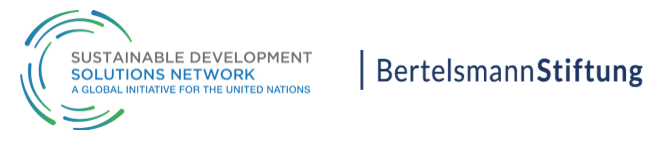 SUSTAINABLE DEVELOPMENT
SOLUTIONS NETWORK
A GLOBAL INITIATIVE FOR THE UNITED NATIONS
BertelsmannStiftung